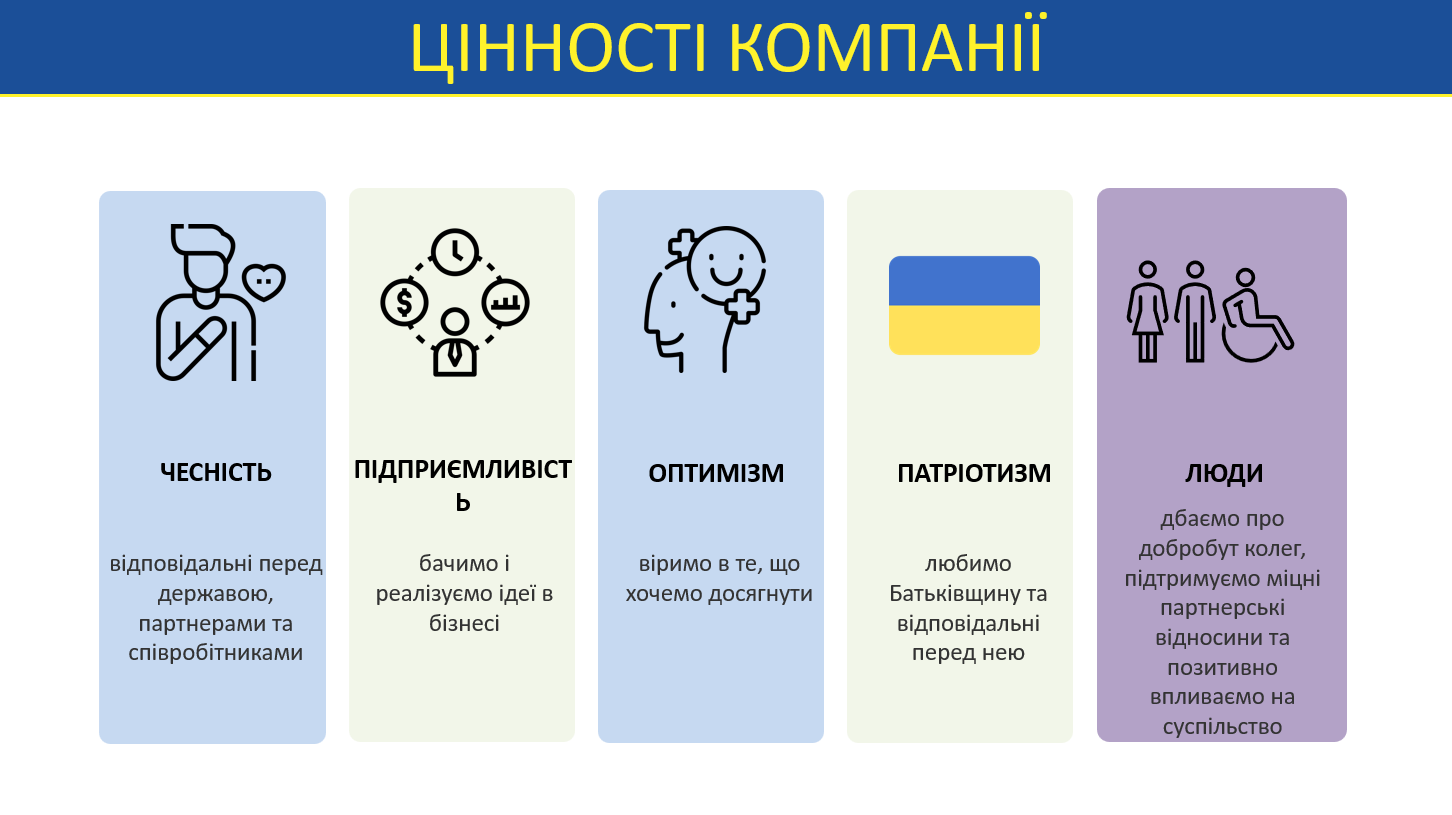 ЦІННОСТІ КОМПАНІЇ
ЧЕСНІСТЬ
відповідальні перед
державою,
партнерами та
співробітниками
ПІДПРИЄМЛИВІСТ
Ь
бачимо і
реалізуємо ідеї в
бізнесі
ОПТИМІЗМ
віримо в те, що
хочемо досягнути
ПАТРІОТИЗМ
любимо
Батьківщину та
відповідальні
перед нею
ЛЮДИ
дбаємо про
добробут колег,
підтримуємо міцні
партнерські
відносини та
позитивно
впливаємо на
суспільство